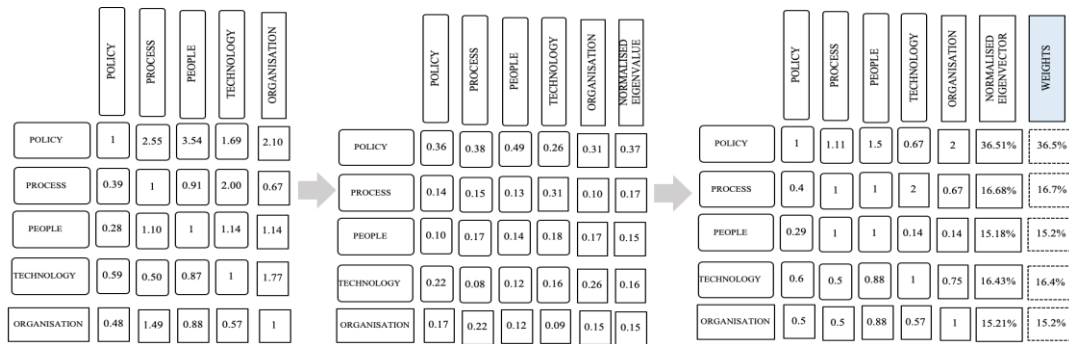 POLICY PROCESS PEOPLE TECHNOLOGY ORGANISATION
POLICY 1 2.55 3.54 1.69 2.10
PROCESS 0.39 1 0.91 2.00 0.67
PEOPLE 0.28 1.10 1 1.14 1.14
TECHNOLOGY 0.59 0.50 0.87 1 1.77
ORGANISATION 0.48 1.49 0.88 0.57 1
POLICY PROCESS PEOPLE TECHNOLOGY ORGANISATION NORMALISED EIGENVALUE
POLICY 0.36 0.38 0.49 0.26 0.31 0.37
PROCESS 0.14 0.15 0.13 0.31 0.10 0.17
PEOPLE 0.10 0.17 0.14 0.18 0.17 0.15
TECHNOLOGY 0.22 0.08 0.12 0.16 0.26 0.16
ORGANISATION 0.17 0.22 0.12 0.09 0.15 0.15
POLICY PROCESS PEOPLE TECHNOLOGY ORGANISATION NORMALISED EIGENVECTOR WEIGHTS
POLICY 1 1.11 1.5 0.67 2 36.51% 36.5%
PROCESS 0.4 1 1 2 0.67 16.68% 16.7%
PEOPLE 0.29 1 1 0.14 0.14 15.18% 15.2%
TECHNOLOGY 0.6 0.5 0.88 1 0.75 16.43% 16.4%
ORGANISATION 0.5 0.5 0.88 0.57 1 15.21% 15.2%